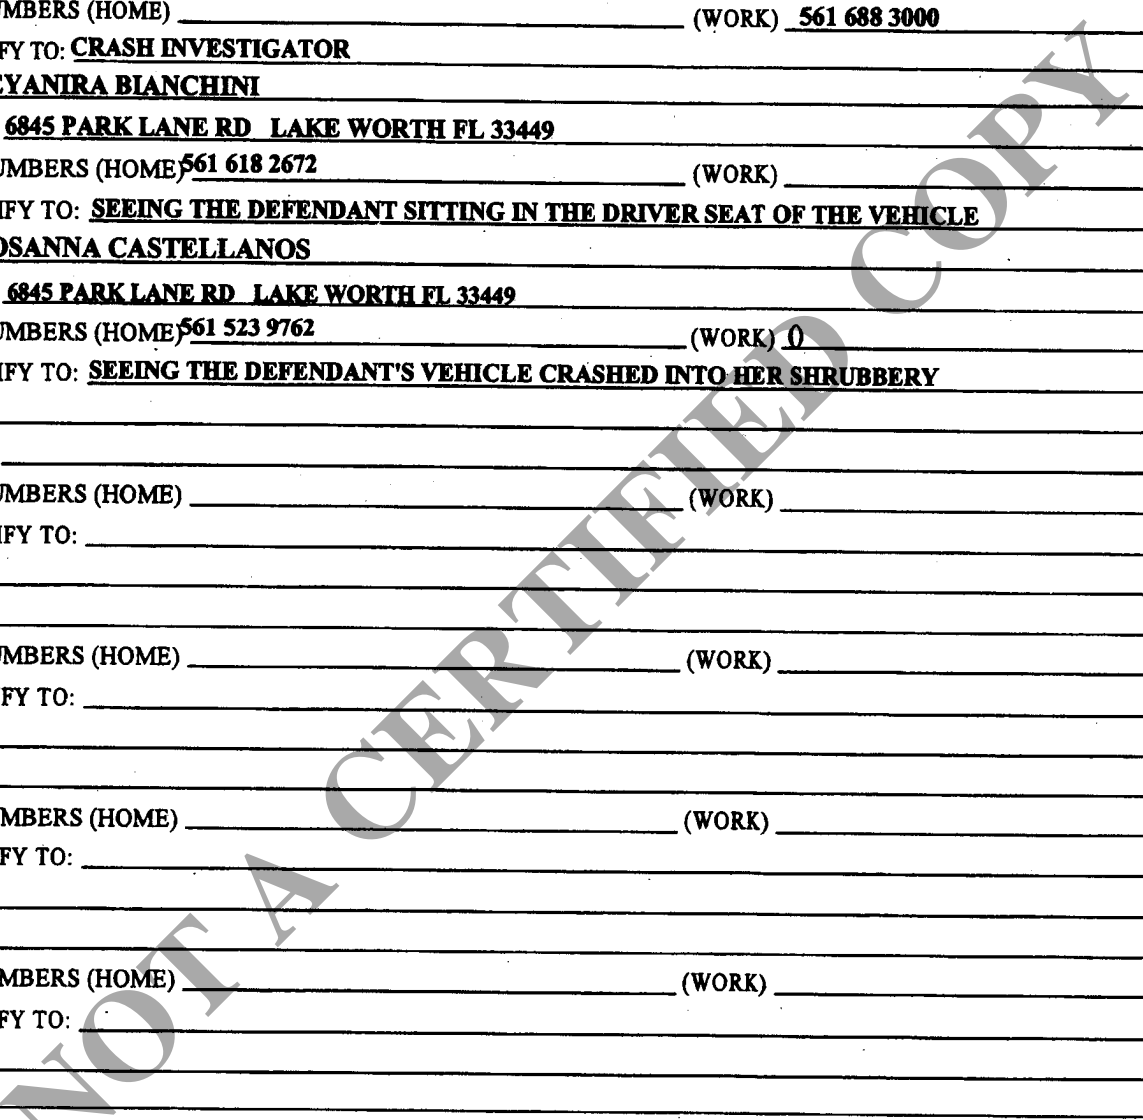 UMBERS (HOME) (WORK) 561 688 3000
FY TO: CRASH INVESTIGATOR
EYANIRA BIANCHINI
6845 PARK LANE RD LAKE WORTH FL 33449
UMBERS (HOME) 561 618 2672 (WORK)
IFY TO: SEEING THE DEFENDANT SITTING IN THE DRIVER SEAT OF THE VEHICLE
OSANNA CASTELLANOS
6845 PARK LANE RD LAKE WORTH FL 33449
UMBERS (HOME) 561 523 9762 (WORK) ()
IFY TO: SEEING THE DEFENDANT'S VEHICLE CRASHED INTO HER SHRUBBERY
UMBERS (HOME) (WORK)
IFY TO:
UMBERS (HOME) (WORK)
FY TO:
MBERS (HOME) (WORK)
FY TO:
MBERS (HOME) (WORK)
FY TO:
NOT A CERTIFIED COPY